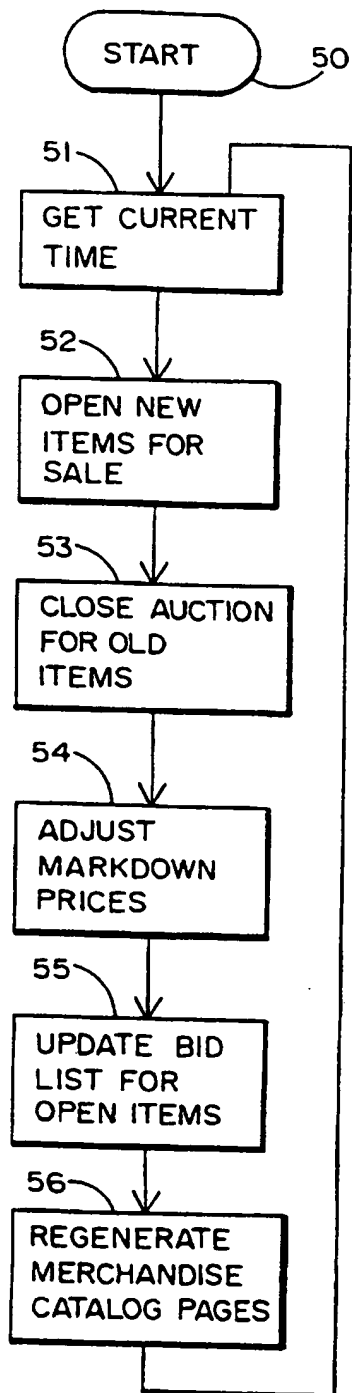 START
50
51
GET CURRENT
TIME
52
OPEN NEW
ITEMS FOR
SALE
53
CLOSE AUCTION
FOR OLD
ITEMS
54
ADJUST
MARKDOWN
PRICES
55
UPDATE BID
LIST FOR
OPEN ITEMS
56
REGENERATE
MERCHANDISE
CATALOG PAGES